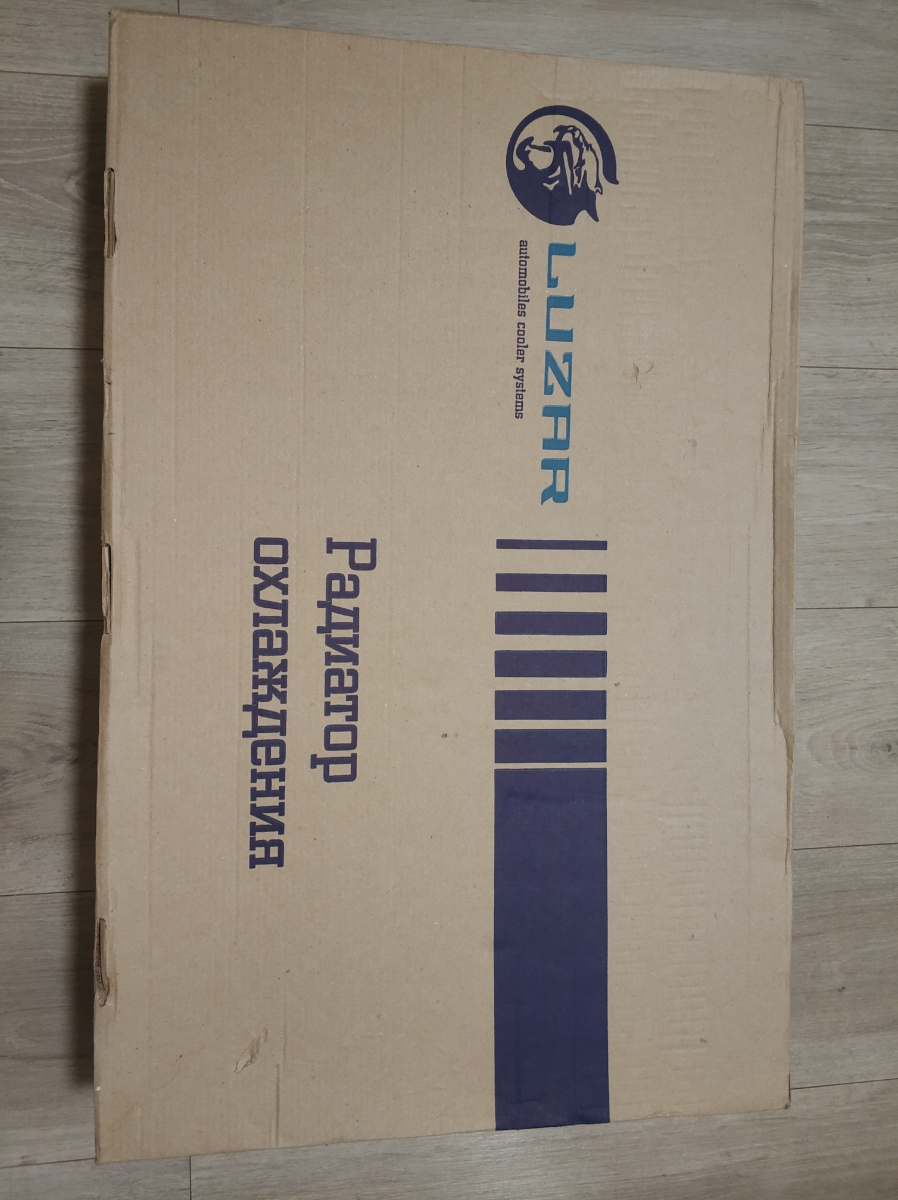 LUZAR
automobiles cooler systems
Радиатор
охлаждения